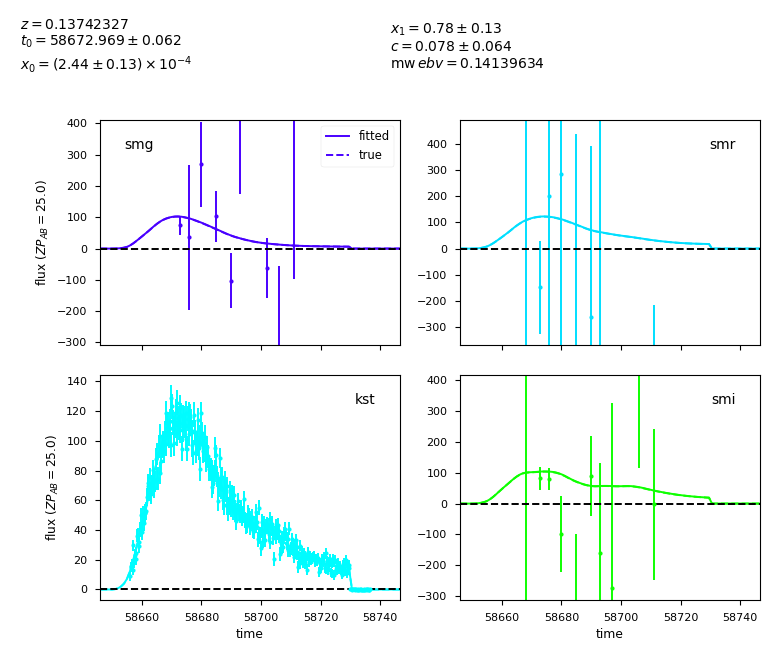 z = 0.13742327
t₀ = 58672.969 ± 0.062
x₀ = (2.44 ± 0.13) × 10⁻⁴
x₁ = 0.78 ± 0.13
c = 0.078 ± 0.064
mw ebv = 0.14139634
smg
fitted
true
400
300
200
100
0
−100
−200
−300
flux (ZP_AB = 25.0)
smr
400
300
200
100
0
−100
−200
−300
kst
140
120
100
80
60
40
20
0
flux (ZP_AB = 25.0)
58660 58680 58700 58720 58740
time
smi
400
300
200
100
0
−100
−200
−300
58660 58680 58700 58720 58740
time